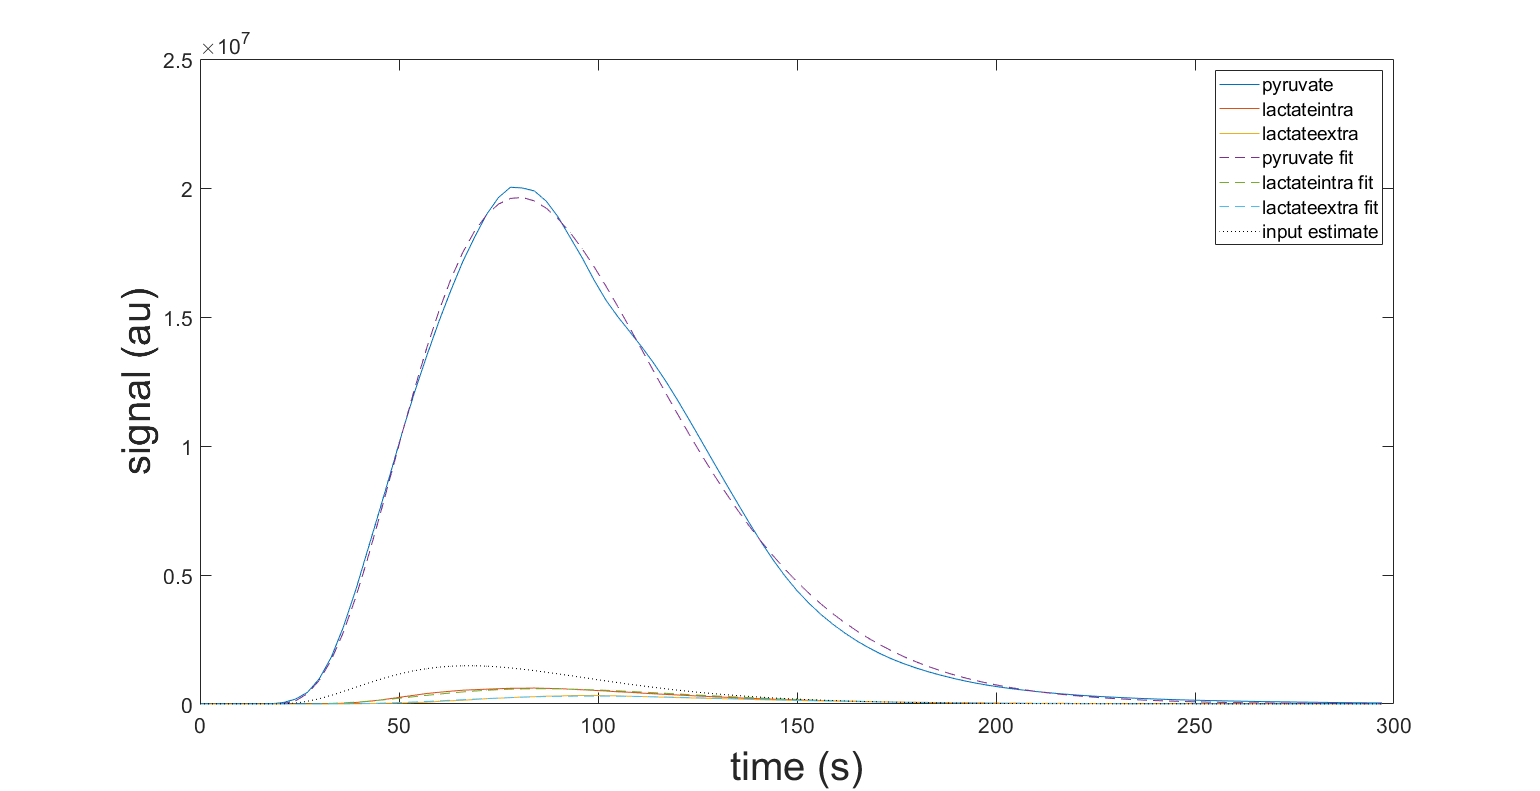 ×10⁷
2.5
2
1.5
1
0.5
0
signal (au)
0 50 100 150 200 250 300
time (s)
pyruvate
lactateintra
lactateextra
pyruvate fit
lactateintra fit
lactateextra fit
input estimate